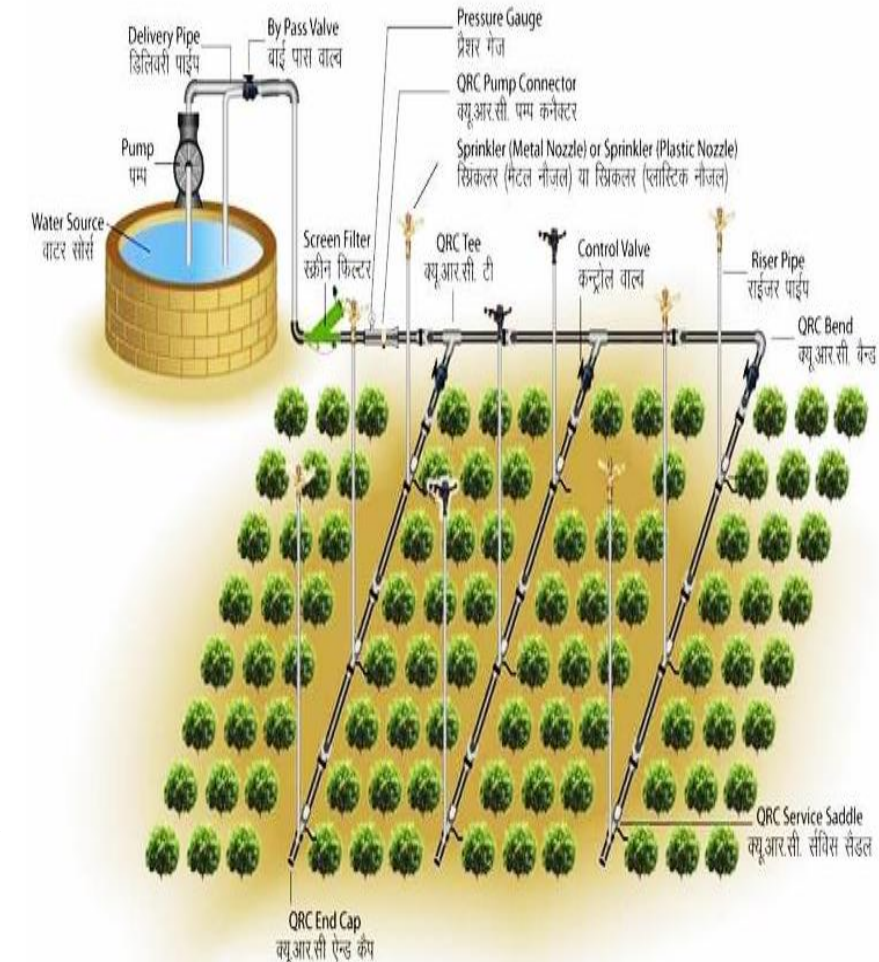 Delivery Pipe
डिलिवरी पाईप
By Pass Valve
बाई पास वाल्व
Pressure Gauge
प्रैशर गेज
QRC Pump Connector
क्यू.आर.सी. पम्प कनैक्टर
Pump
पम्प
Sprinkler (Metal Nozzle) or Sprinkler (Plastic Nozzle)
स्प्रिंकलर (मैटल नौजल) या स्प्रिकलर (प्लास्टिक नौजल)
Water Source
वाटर सोर्स
Screen Filter
स्क्रीन फिल्टर
QRC Tee
क्यू.आर.सी. टी
Control Valve
कन्ट्रोल वाल्व
Riser Pipe
राईजर पाईप
QRC Bend
क्यू.आर.सी. बैन्ड
QRC Service Saddle
क्यू.आर.सी. सर्विस सैडल
QRC End Cap
क्यू.आर.सी ऐन्ड कैप